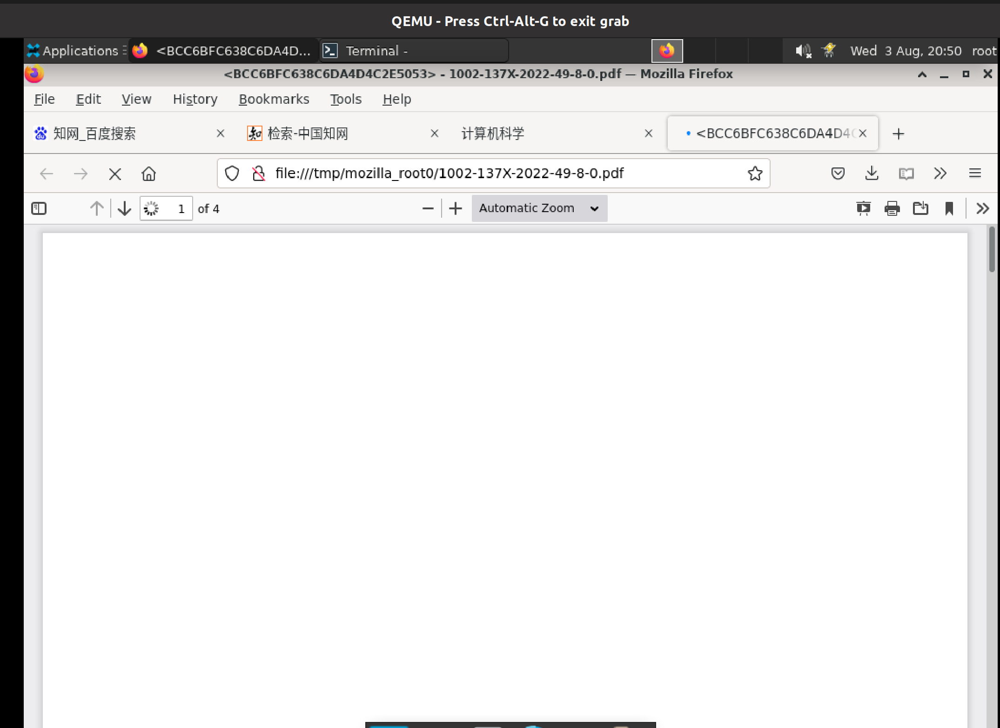 QEMU - Press Ctrl-Alt-G to exit grab
Applications <BCC6BFC638C6DA4D... Terminal - Wed 3 Aug, 20:50 root
<BCC6BFC638C6DA4D4C2E5053> - 1002-137X-2022-49-8-0.pdf — Mozilla Firefox
File Edit View History Bookmarks Tools Help
知网_百度搜索 检索-中国知网 计算机科学 <BCC6BFC638C6DA4D4C
file:///tmp/mozilla_root0/1002-137X-2022-49-8-0.pdf
1 of 4 Automatic Zoom